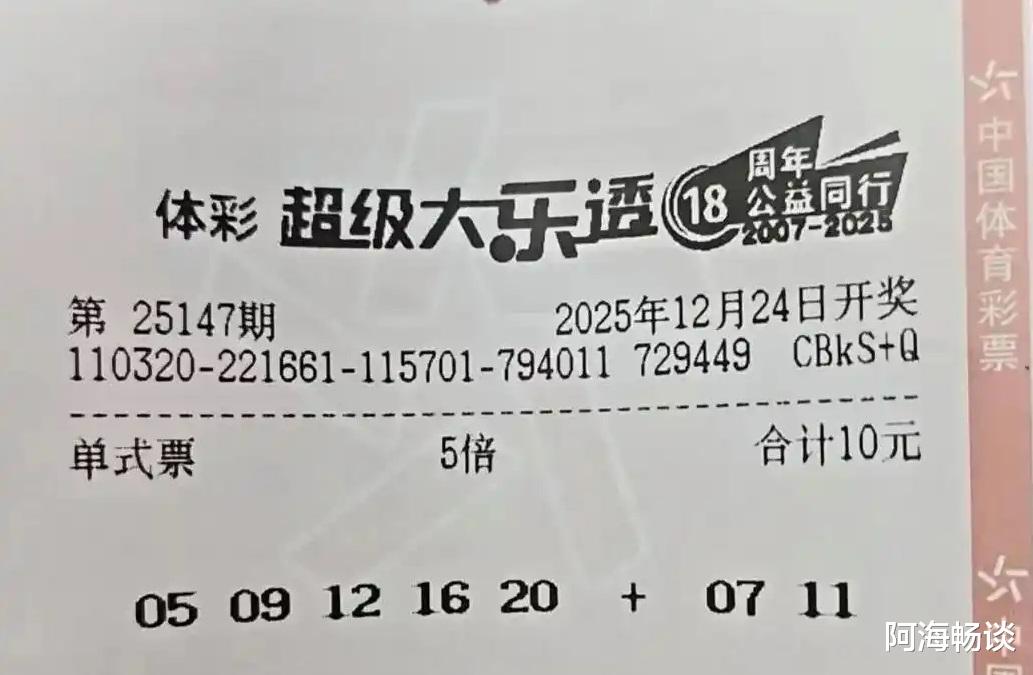 体彩 超级大乐透 18 周年
公益同行
2007-2025
第 25147期 2025年12月24日开奖
110320-221661-115701-794011 729449 CBkS+Q
单式票 5倍 合计10元
05 09 12 16 20 + 07 11
中国体育彩票
中国
阿海畅谈